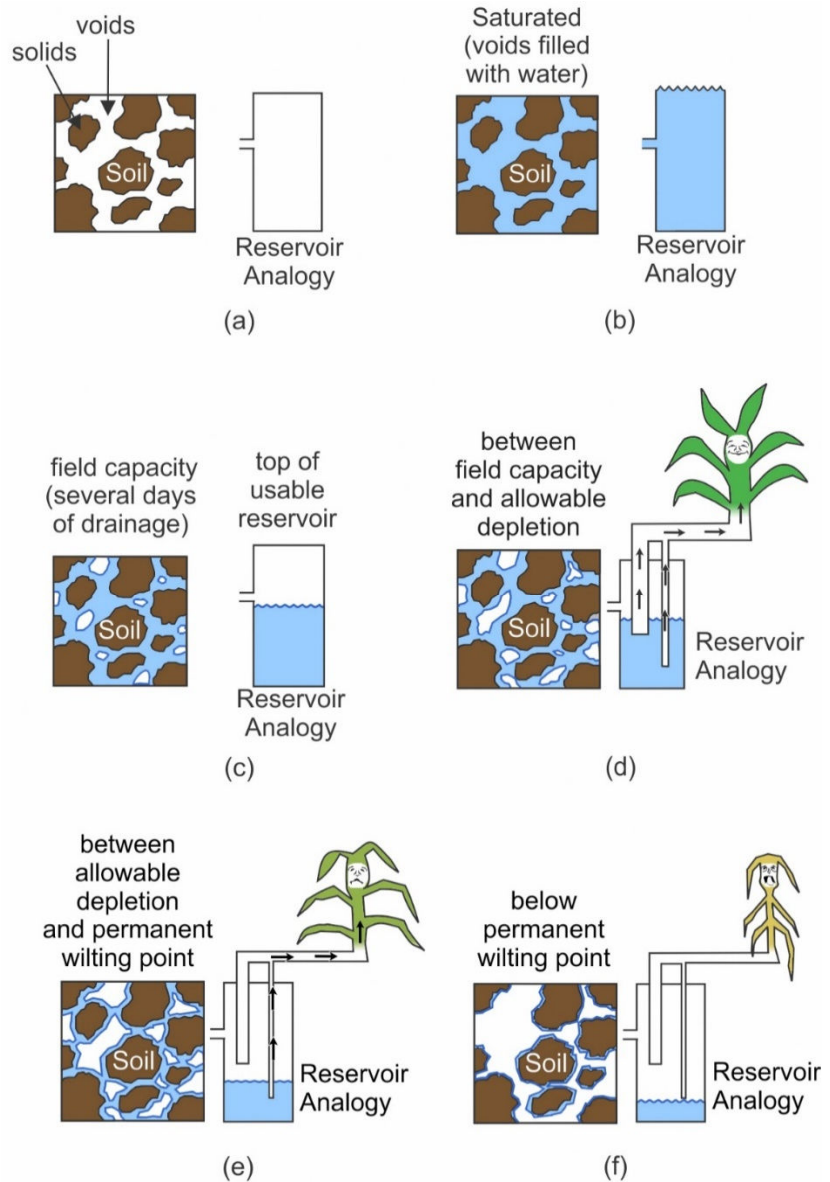 voids
solids
Soil
Reservoir
Analogy
(a)
Saturated
(voids filled
with water)
Soil
Reservoir
Analogy
(b)
field capacity
(several days
of drainage)
top of
usable
reservoir
Soil
Reservoir
Analogy
(c)
between
field capacity
and allowable
depletion
Soil
Reservoir
Analogy
(d)
between
allowable
depletion
and permanent
wilting point
Soil
Reservoir
Analogy
(e)
below
permanent
wilting point
Soil
Reservoir
Analogy
(f)